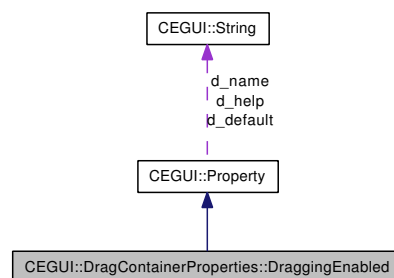 CEGUI::String
d_name
d_help
d_default
CEGUI::Property
CEGUI::DragContainerProperties::DraggingEnabled